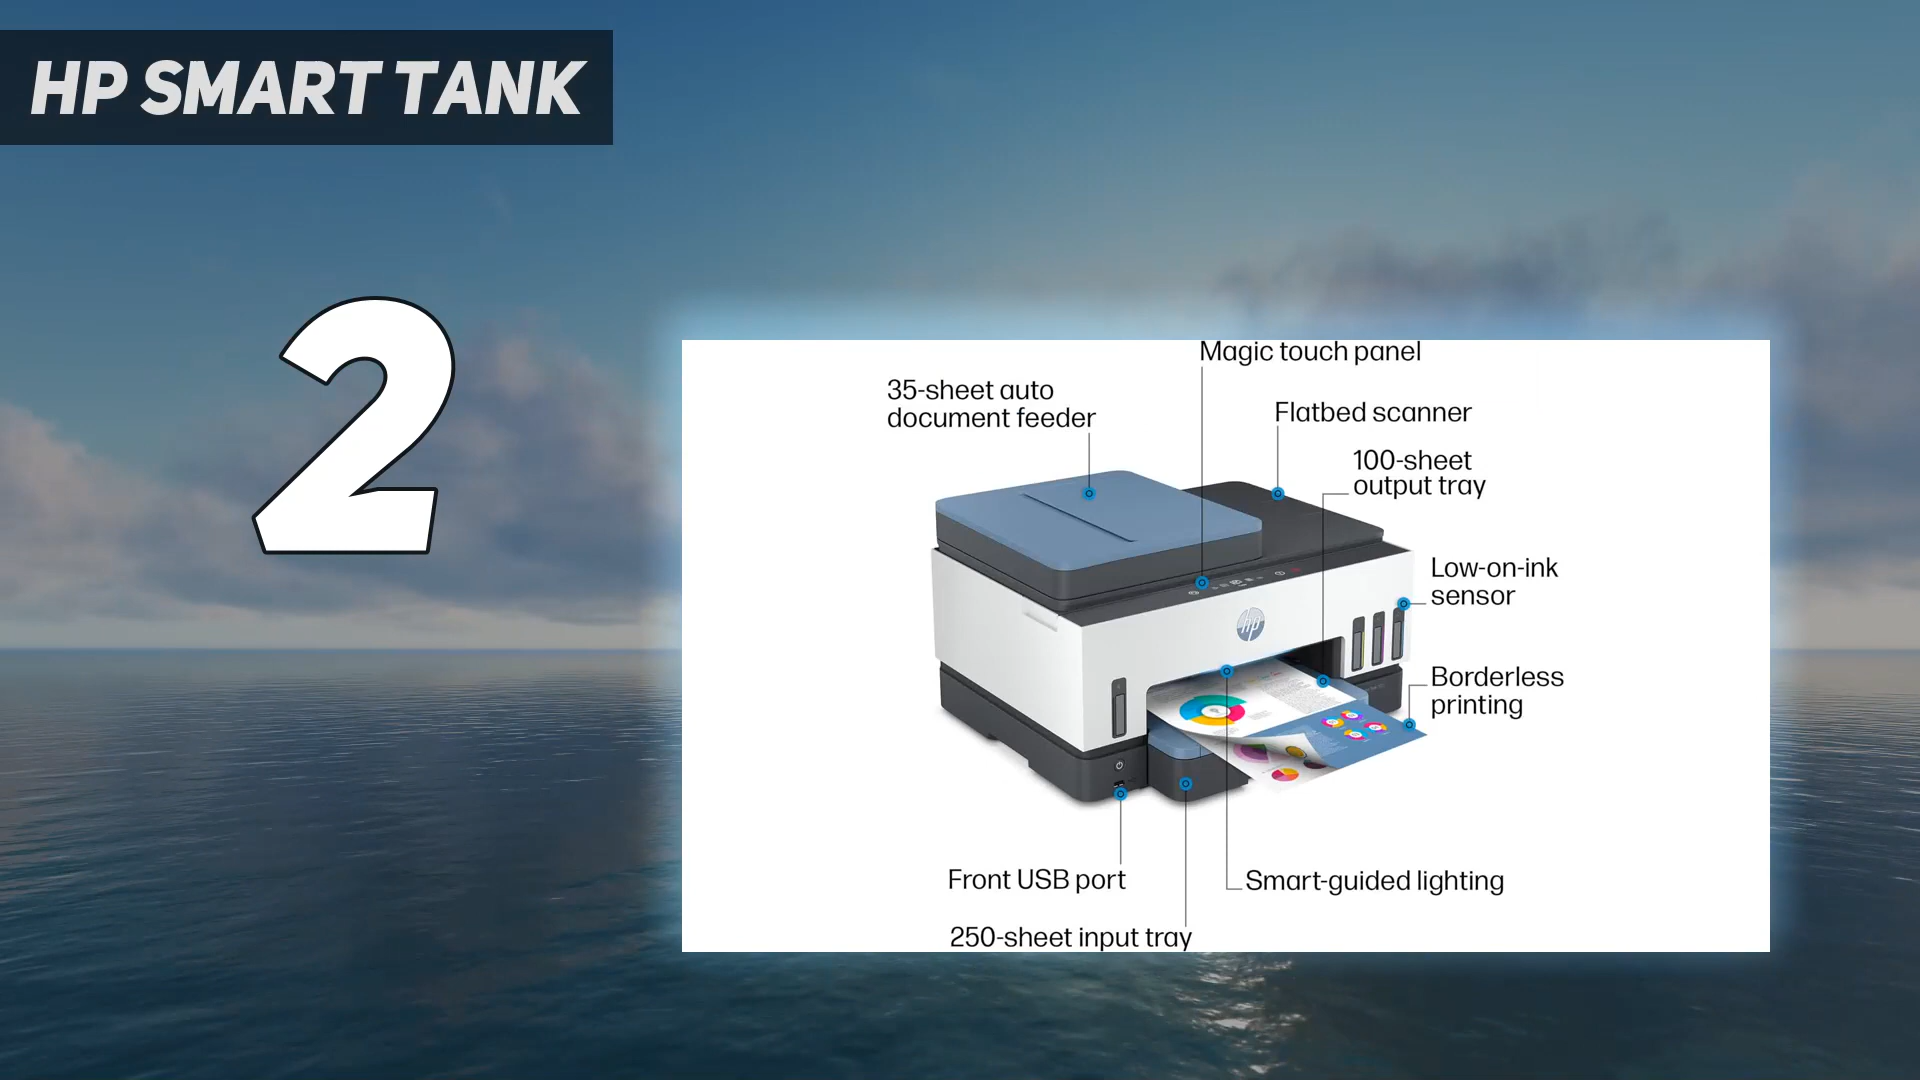 HP SMART TANK
2
Magic touch panel
35-sheet auto
document feeder
Flatbed scanner
100-sheet
output tray
Low-on-ink
sensor
hp
Borderless
printing
Front USB port
Smart-guided lighting
250-sheet input tray